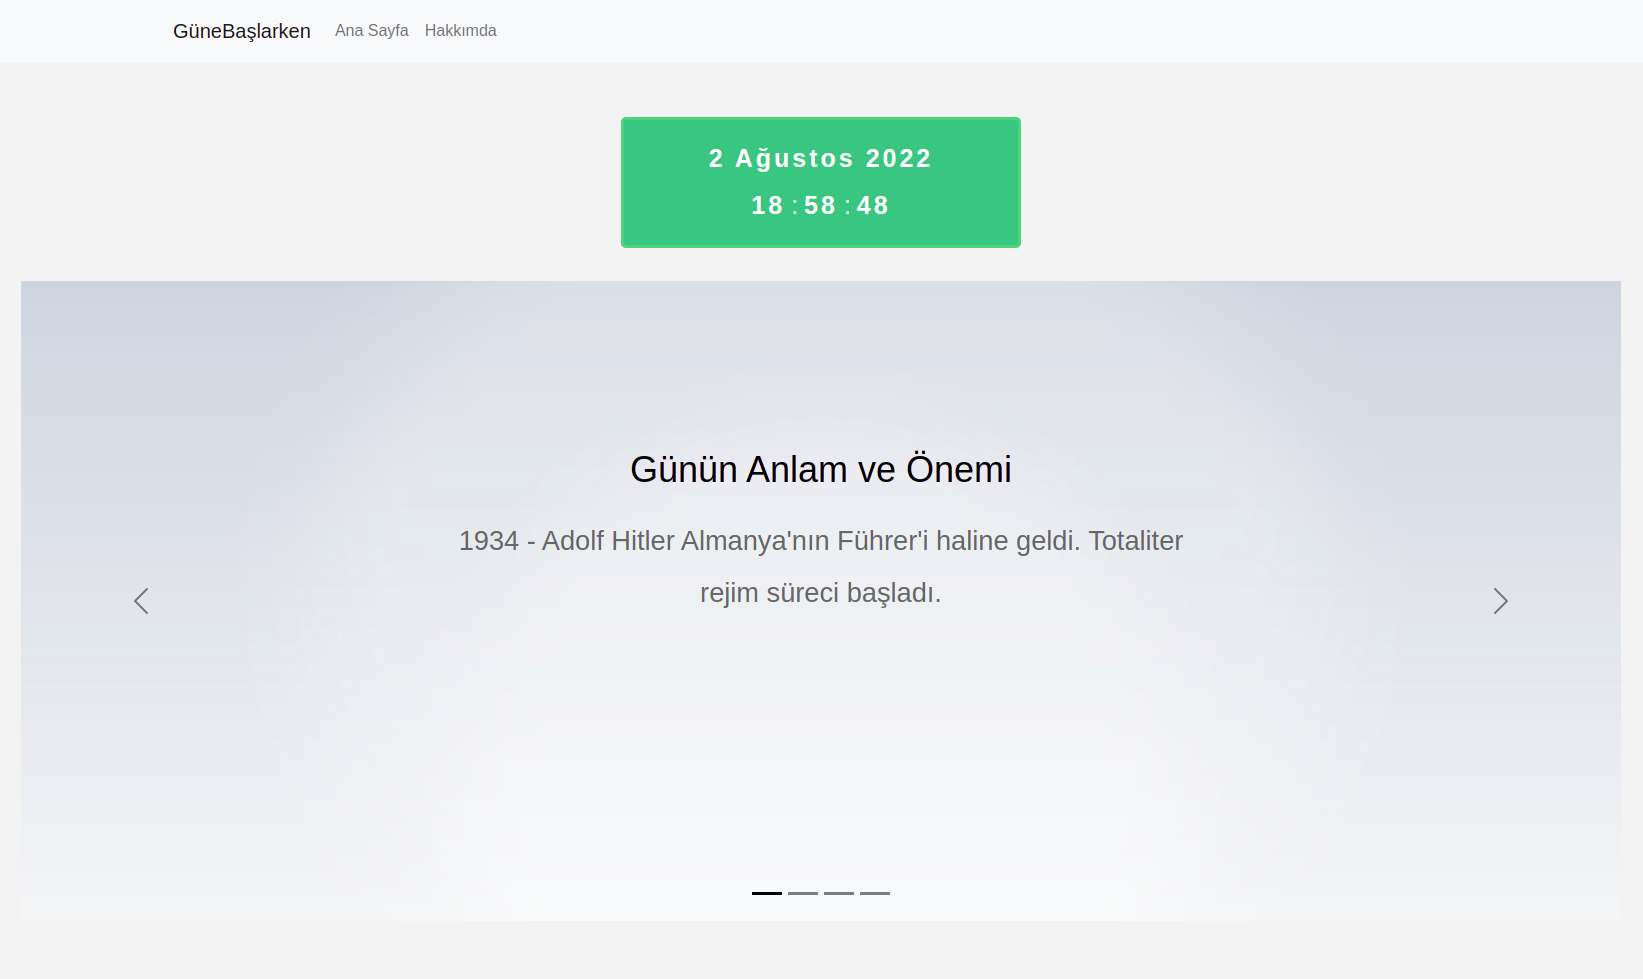 GüneBaşlarken Ana Sayfa Hakkımda
2 Ağustos 2022
18 : 58 : 48
Günün Anlam ve Önemi
1934 - Adolf Hitler Almanya'nın Führer'i haline geldi. Totaliter
rejim süreci başladı.